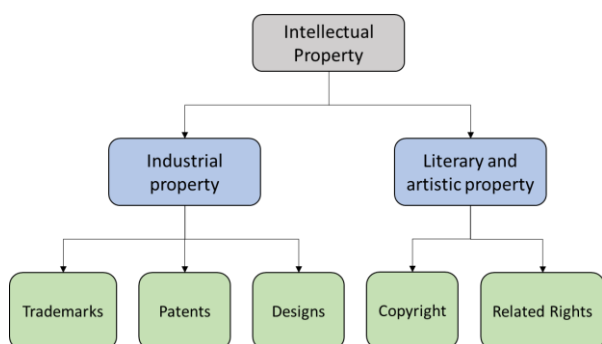 Intellectual
Property
Industrial
property
Literary and
artistic property
Trademarks
Patents
Designs
Copyright
Related Rights